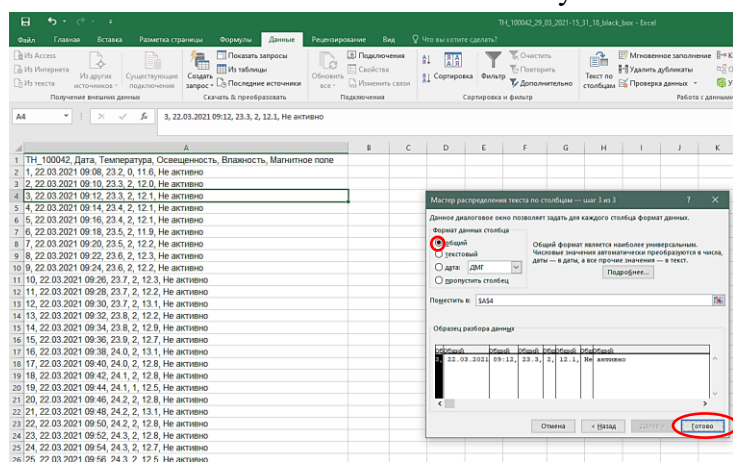 TH_100042_29_03_2021-15_31_18_black_box - Excel
Файл Главная Вставка Разметка страницы Формулы Данные Рецензирование Вид Что вы хотите сделать?
Из Access
Из Интернета
Из текста
Из других источников
Существующие подключения
Получение внешних данных
Создать запрос
Показать запросы
Из таблицы
Последние источники
Скачать & преобразовать
Обновить все
Подключения
Свойства
Изменить связи
Подключения
Сортировка
Фильтр
Очистить
Повторить
Дополнительно
Сортировка и фильтр
Текст по столбцам
Мгновенное заполнение
Удалить дубликаты
Проверка данных
Работа с данными
A4 fx 3, 22.03.2021 09:12, 23.3, 2, 12.1, Не активно
A B C D E F G H I J K
1 TH_100042, Дата, Температура, Освещенность, Влажность, Магнитное поле
2 1, 22.03.2021 09:08, 23.2, 0, 11.6, Не активно
3 2, 22.03.2021 09:10, 23.3, 2, 12.0, Не активно
4 3, 22.03.2021 09:12, 23.3, 2, 12.1, Не активно
5 4, 22.03.2021 09:14, 23.4, 2, 12.1, Не активно
6 5, 22.03.2021 09:16, 23.4, 2, 12.1, Не активно
7 6, 22.03.2021 09:18, 23.5, 2, 11.9, Не активно
8 7, 22.03.2021 09:20, 23.5, 2, 12.2, Не активно
9 8, 22.03.2021 09:22, 23.6, 2, 12.3, Не активно
10 9, 22.03.2021 09:24, 23.6, 2, 12.2, Не активно
11 10, 22.03.2021 09:26, 23.7, 2, 12.3, Не активно
12 11, 22.03.2021 09:28, 23.7, 2, 12.2, Не активно
13 12, 22.03.2021 09:30, 23.7, 2, 13.1, Не активно
14 13, 22.03.2021 09:32, 23.8, 2, 12.2, Не активно
15 14, 22.03.2021 09:34, 23.8, 2, 12.9, Не активно
16 15, 22.03.2021 09:36, 23.9, 2, 12.7, Не активно
17 16, 22.03.2021 09:38, 24.0, 2, 13.1, Не активно
18 17, 22.03.2021 09:40, 24.0, 2, 12.8, Не активно
19 18, 22.03.2021 09:42, 24.1, 2, 12.8, Не активно
20 19, 22.03.2021 09:44, 24.1, 1, 12.5, Не активно
21 20, 22.03.2021 09:46, 24.2, 2, 12.8, Не активно
22 21, 22.03.2021 09:48, 24.2, 2, 13.1, Не активно
23 22, 22.03.2021 09:50, 24.2, 2, 12.8, Не активно
24 23, 22.03.2021 09:52, 24.3, 2, 12.8, Не активно
25 24, 22.03.2021 09:54, 24.3, 2, 12.7, Не активно
26 25, 22.03.2021 09:56, 24.3, 2, 12.5, Не активно
Мастер распределения текста по столбцам — шаг 3 из 3 ? ×
Данное диалоговое окно позволяет задать для каждого столбца формат данных.
Формат данных столбца
общий
текстовый
дата: ДМГ
пропустить столбец
Общий формат является наиболее универсальным.
Числовые значения автоматически преобразуются в числа,
даты — в даты, а все прочие значения — в текст.
Подробнее...
Поместить в: $A$4
Образец разбора данных
Общий Общий Общий Общий Общий
3, 22.03.2021 09:12, 23.3, 2, 12.1, Не активно
Отмена < Назад Далее > Готово